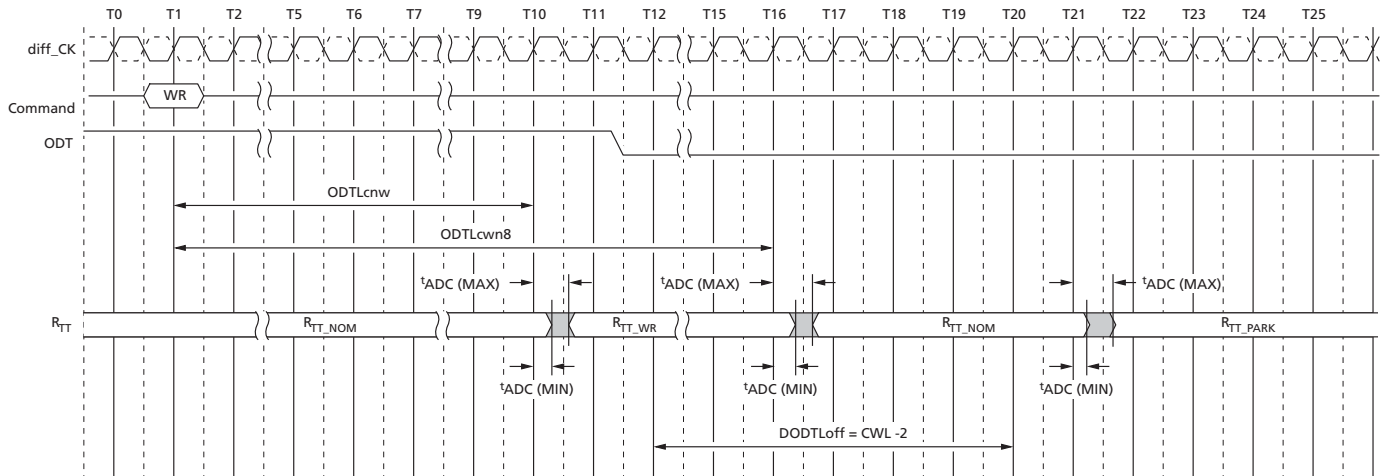 T0 T1 T2 T5 T6 T7 T9 T10 T11 T12 T15 T16 T17 T18 T19 T20 T21 T22 T23 T24 T25
diff_CK
Command WR
ODT
ODTLcnw
ODTLcwn8
tADC (MAX) tADC (MAX) tADC (MAX)
RTT RTT_NOM RTT_WR RTT_NOM RTT_PARK
tADC (MIN) tADC (MIN) tADC (MIN)
DODTLoff = CWL -2